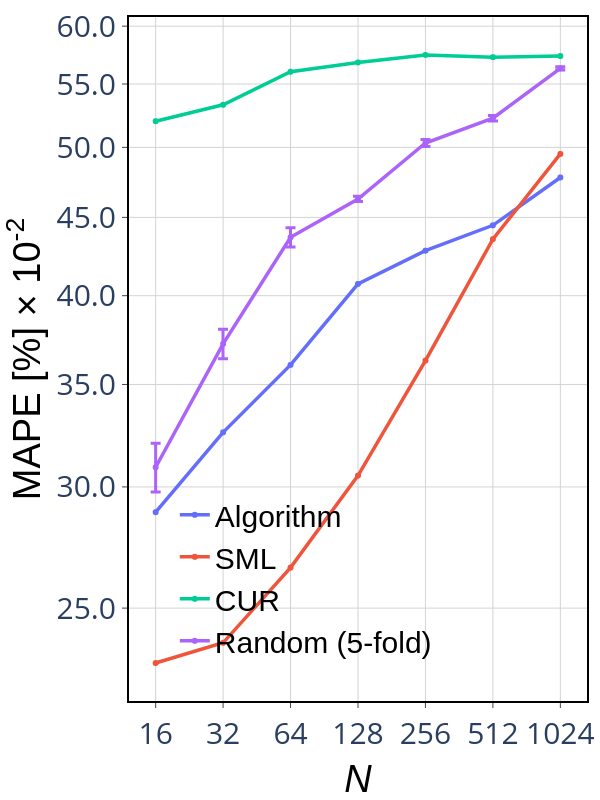 60.0
55.0
50.0
45.0
40.0
35.0
30.0
25.0
MAPE [%] × 10⁻²
Algorithm
SML
CUR
Random (5-fold)
16 32 64 128 256 512 1024
N